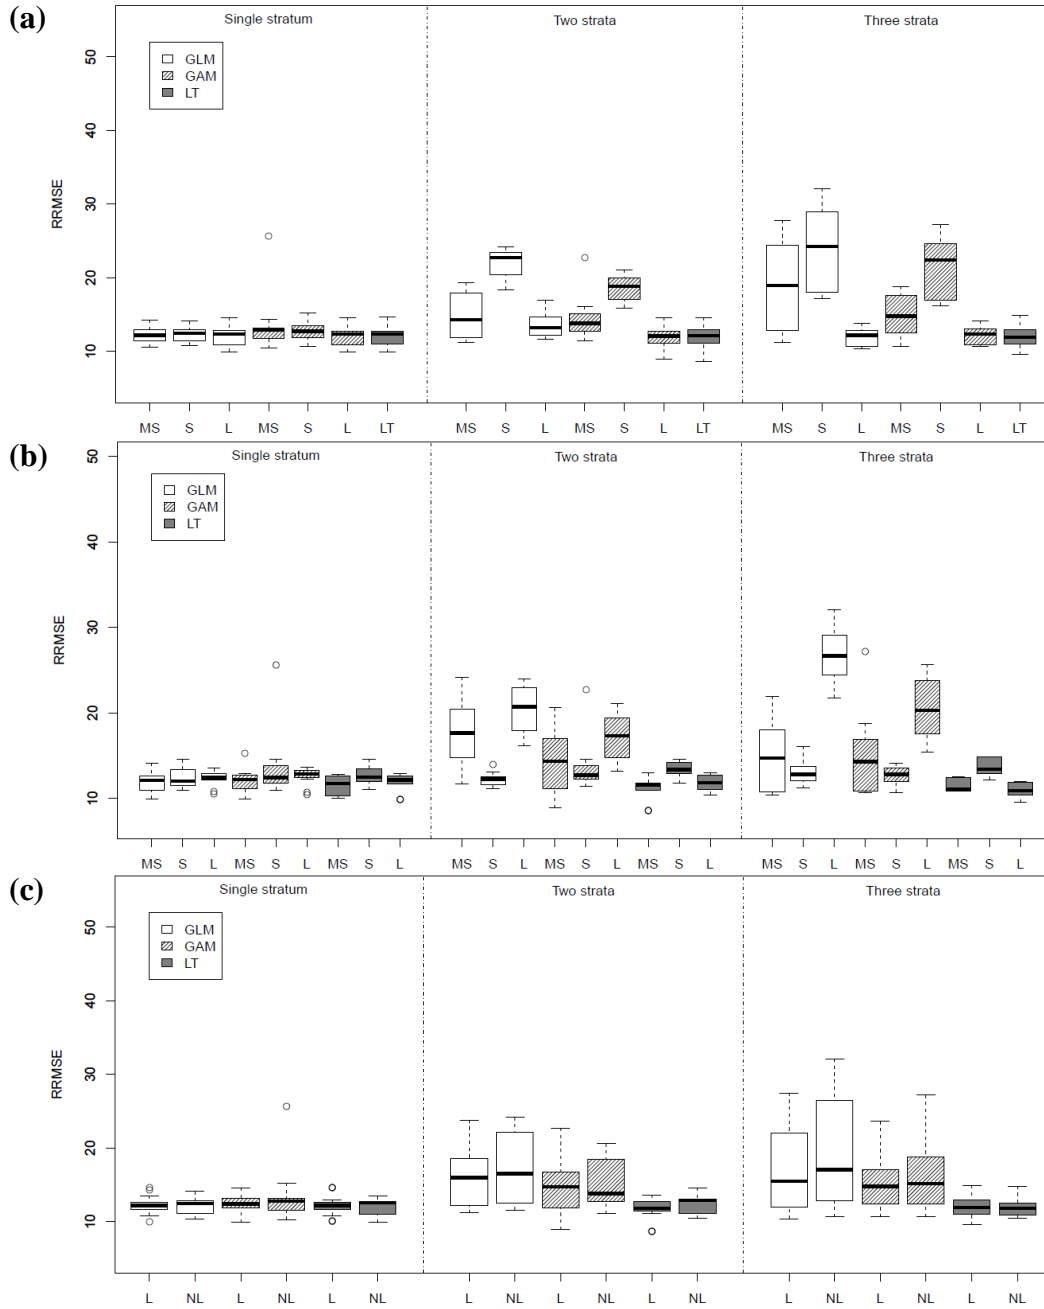 (a)
Single stratum
Two strata
Three strata
GLM
GAM
LT
RRMSE
50
40
30
20
10
MS S L MS S L LT
MS S L MS S L LT
MS S L MS S L LT
(b)
Single stratum
Two strata
Three strata
GLM
GAM
LT
RRMSE
50
40
30
20
10
MS S L MS S L MS S L
MS S L MS S L MS S L
MS S L MS S L MS S L
(c)
Single stratum
Two strata
Three strata
GLM
GAM
LT
RRMSE
50
40
30
20
10
L NL L NL L NL
L NL L NL L NL
L NL L NL L NL